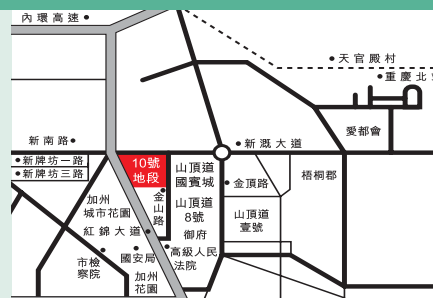 內環高速
天官殿村
重慶北
愛都會
新南路
新溉大道
新牌坊一路
新牌坊三路
10號
地段
山頂道
國賓城
金頂路
梧桐郡
加州
城市花園
金山路
山頂道
8號
山頂道
壹號
紅錦大道
御府
國安局
高級人民
法院
市檢
察院
加州
花園